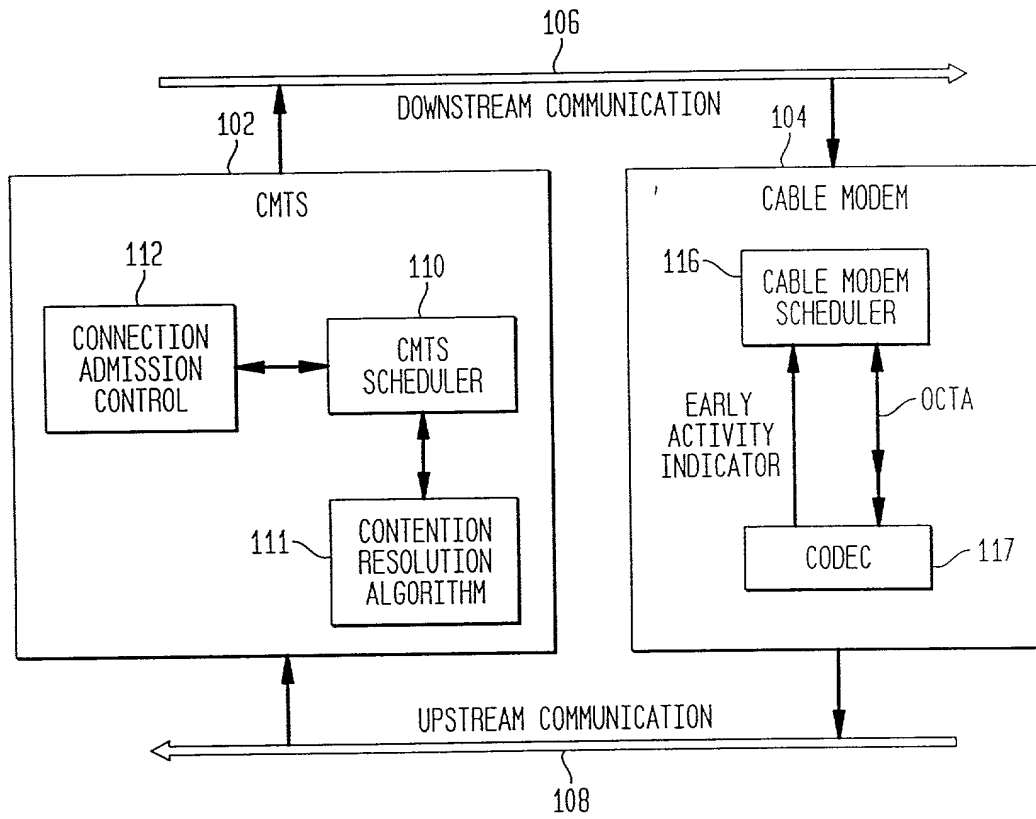 106
DOWNSTREAM COMMUNICATION
102
104
CMTS
CABLE MODEM
112
110
116
CONNECTION
ADMISSION
CONTROL
CMTS
SCHEDULER
CABLE MODEM
SCHEDULER
EARLY
ACTIVITY
INDICATOR
OCTA
111
CONTENTION
RESOLUTION
ALGORITHM
CODEC
117
UPSTREAM COMMUNICATION
108